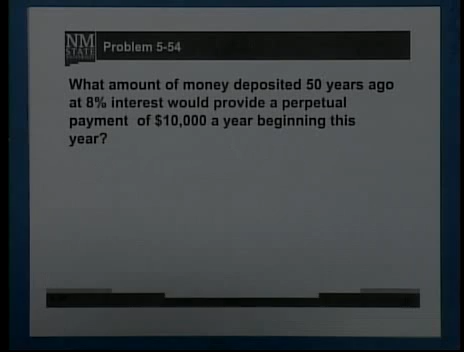 NM
STATE
Problem 5-54
What amount of money deposited 50 years ago
at 8% interest would provide a perpetual
payment of $10,000 a year beginning this
year?